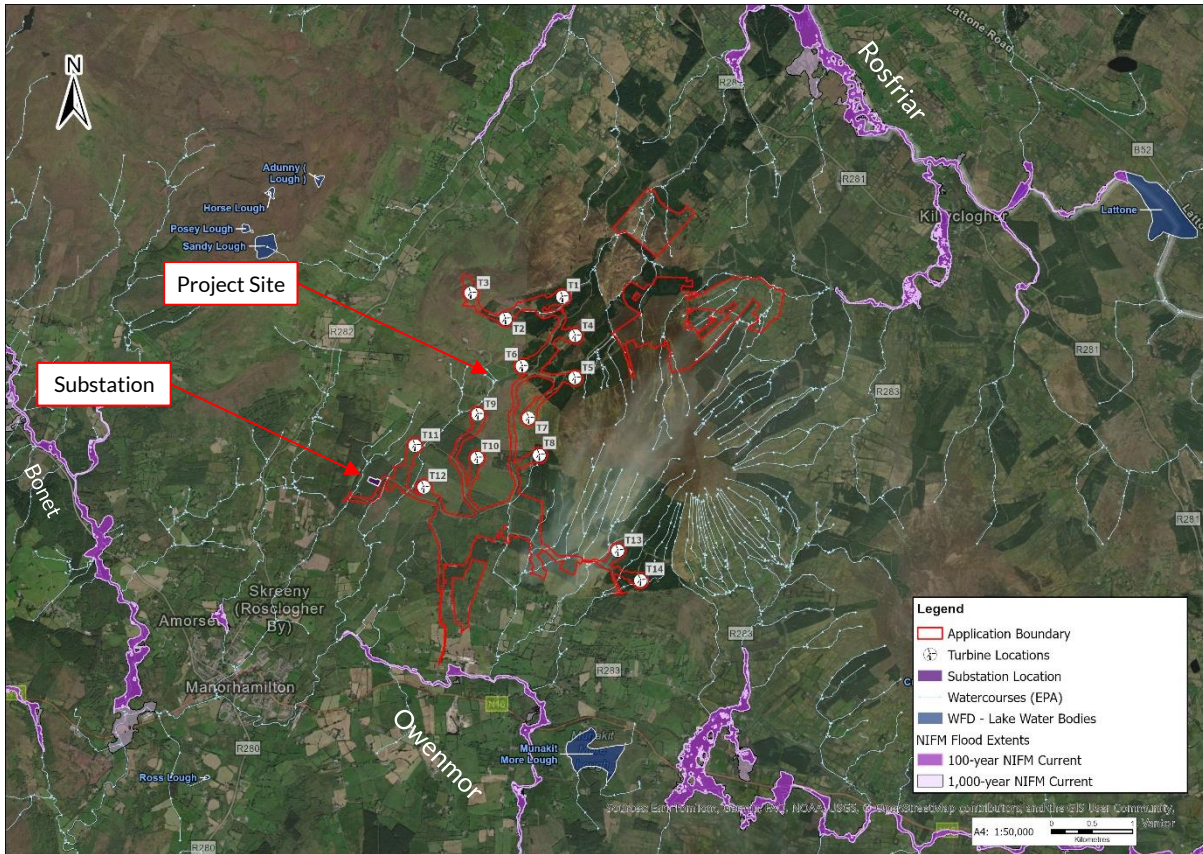 Lattone Road
N
R281
Rosfriar
B52
R281
Adunny (
Lough )
Horse Lough
Posey Lough
Sandy Lough
Lattone
Project Site
T3
T1
T2
T4
R282
T6
T5
R281
Substation
R283
T9
T7
T11
T10
T8
T12
Bonet
R281
T13
T14
Skreeny
(Rosclogher
By)
Amorset
R283
Manorhamilton
R283
N16
Owenmor
R280
Munakit
More Lough
Ross Lough
R280
Legend
Application Boundary
Turbine Locations
Substation Location
Watercourses (EPA)
WFD - Lake Water Bodies
NIFM Flood Extents
100-year NIFM Current
1,000-year NIFM Current
A4: 1:50,000
0 0.5 1
Kilometres